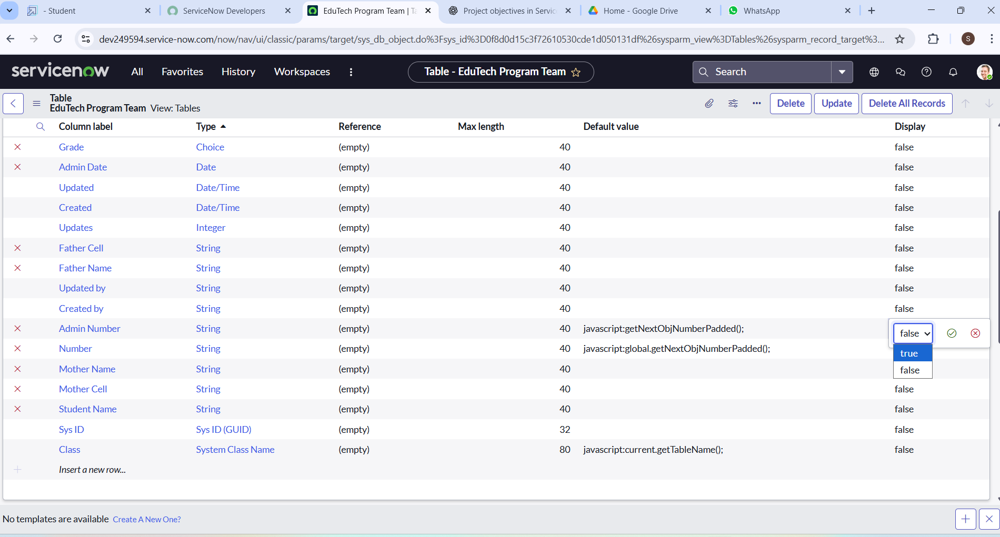 - Student
ServiceNow Developers
EduTech Program Team | Ta
Project objectives in Servic
Home - Google Drive
WhatsApp
dev249594.service-now.com/now/nav/ui/classic/params/target/sys_db_object.do%3Fsys_id%3D0f8d0d15c3f72610530cde1d050131df%26sysparm_view%3DTables%26sysparm_record_target%3...
S
servicenow
All
Favorites
History
Workspaces
Table - EduTech Program Team
Search
Table
EduTech Program Team View: Tables
Delete
Update
Delete All Records
Column label Type Reference Max length Default value Display
Grade Choice (empty) 40 false
Admin Date Date (empty) 40 false
Updated Date/Time (empty) 40 false
Created Date/Time (empty) 40 false
Updates Integer (empty) 40 false
Father Cell String (empty) 40 false
Father Name String (empty) 40 false
Updated by String (empty) 40 false
Created by String (empty) 40 false
Admin Number String (empty) 40 javascript:getNextObjNumberPadded(); false
Number String (empty) 40 javascript:global.getNextObjNumberPadded(); true
Mother Name String (empty) 40 false
Mother Cell String (empty) 40 false
Student Name String (empty) 40 false
Sys ID Sys ID (GUID) (empty) 32 false
Class System Class Name (empty) 80 javascript:current.getTableName(); false
Insert a new row...
No templates are available Create A New One?